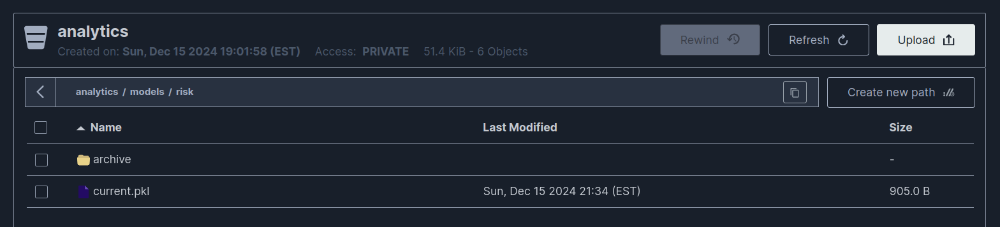 analytics
Created on: Sun, Dec 15 2024 19:01:58 (EST) Access: PRIVATE 51.4 KiB - 6 Objects
Rewind Refresh Upload
analytics / models / risk
Create new path
Name Last Modified Size
archive -
current.pkl Sun, Dec 15 2024 21:34 (EST) 905.0 B